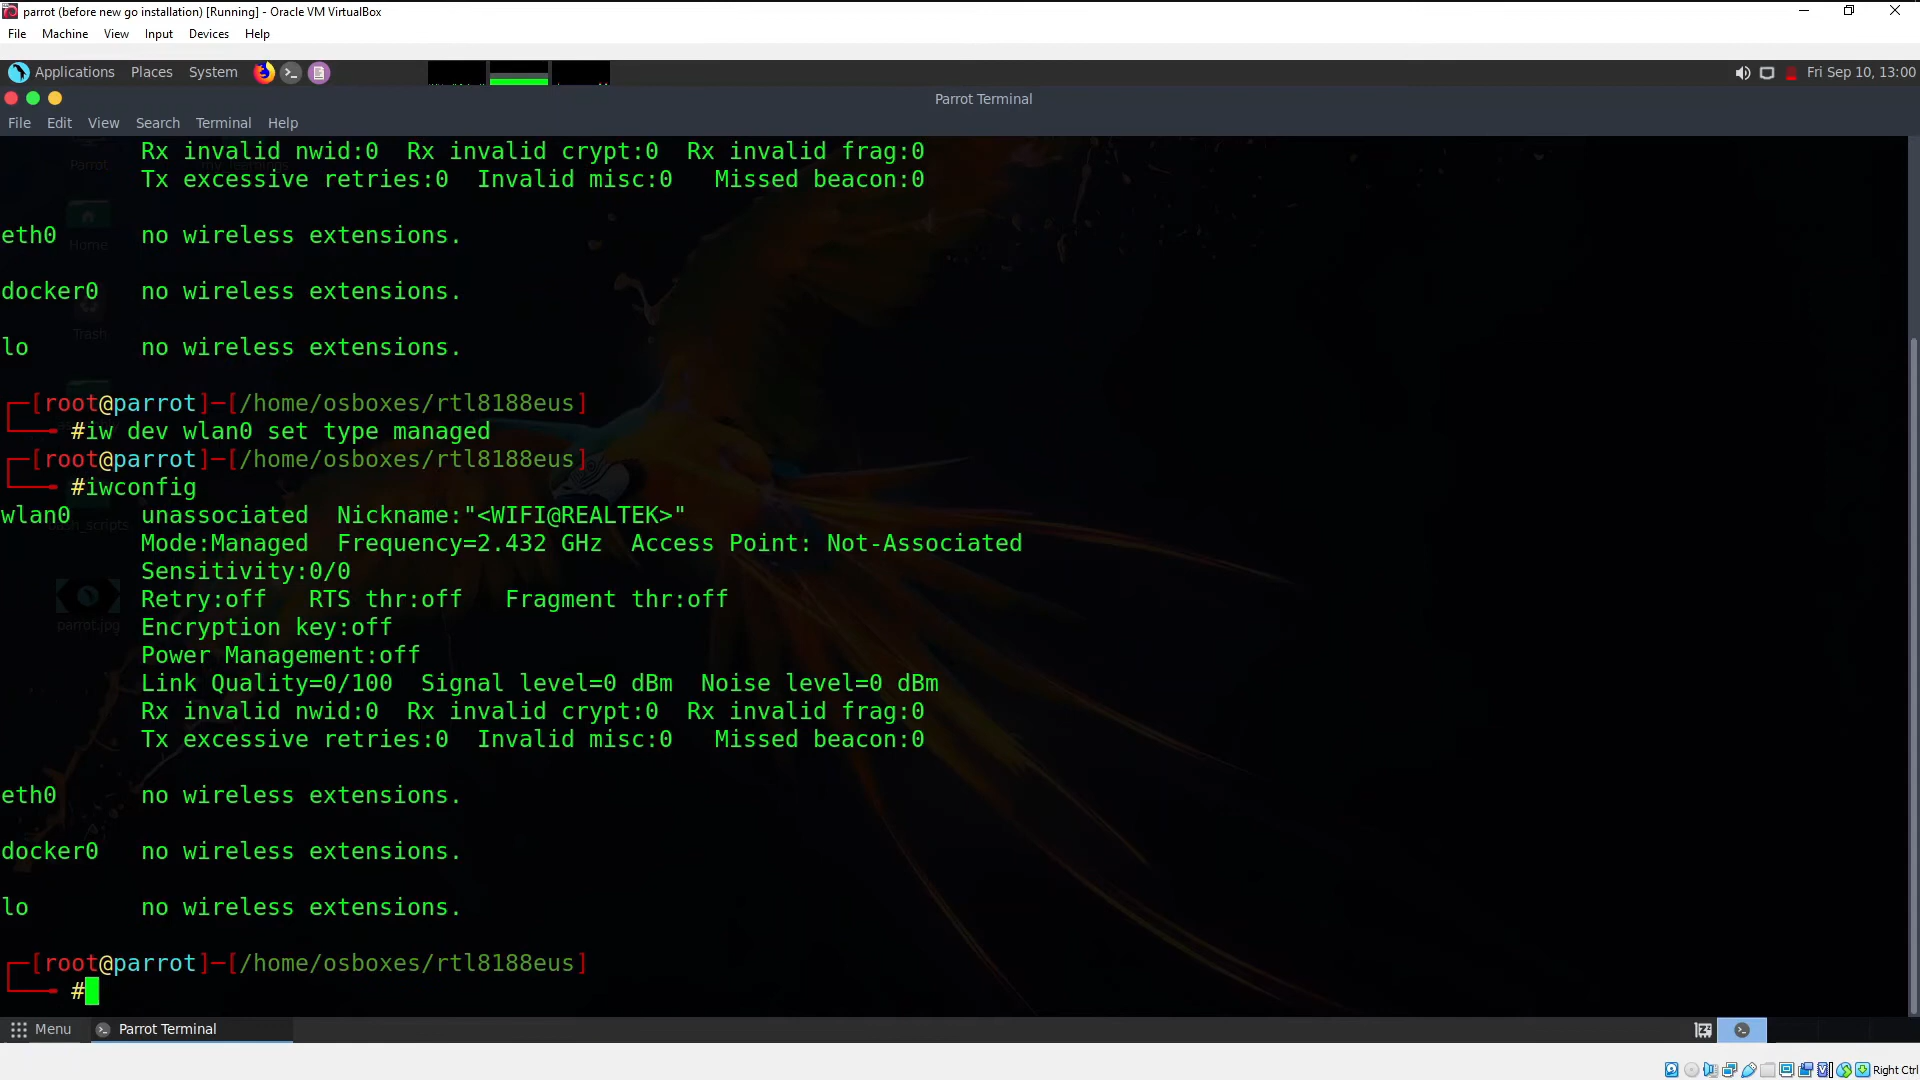 parrot (before new go installation) [Running] - Oracle VM VirtualBox
File Machine View Input Devices Help
Applications Places System Fri Sep 10, 13:00
Parrot Terminal
File Edit View Search Terminal Help
Parrot
Rx invalid nwid:0 Rx invalid crypt:0 Rx invalid frag:0
Tx excessive retries:0 Invalid misc:0 Missed beacon:0
eth0 no wireless extensions.
Home
docker0 no wireless extensions.
Trash
lo no wireless extensions.
┌─[root@parrot]─[/home/osboxes/rtl8188eus]
└──╼ #iw dev wlan0 set type managed
┌─[root@parrot]─[/home/osboxes/rtl8188eus]
└──╼ #iwconfig
wlan0 unassociated Nickname:"<WIFI@REALTEK>"
Mode:Managed Frequency=2.432 GHz Access Point: Not-Associated
Sensitivity:0/0
Retry:off RTS thr:off Fragment thr:off
parrot.jpg
Encryption key:off
Power Management:off
Link Quality=0/100 Signal level=0 dBm Noise level=0 dBm
Rx invalid nwid:0 Rx invalid crypt:0 Rx invalid frag:0
Tx excessive retries:0 Invalid misc:0 Missed beacon:0
eth0 no wireless extensions.
docker0 no wireless extensions.
lo no wireless extensions.
┌─[root@parrot]─[/home/osboxes/rtl8188eus]
└──╼ #
Menu Parrot Terminal
Right Ctrl